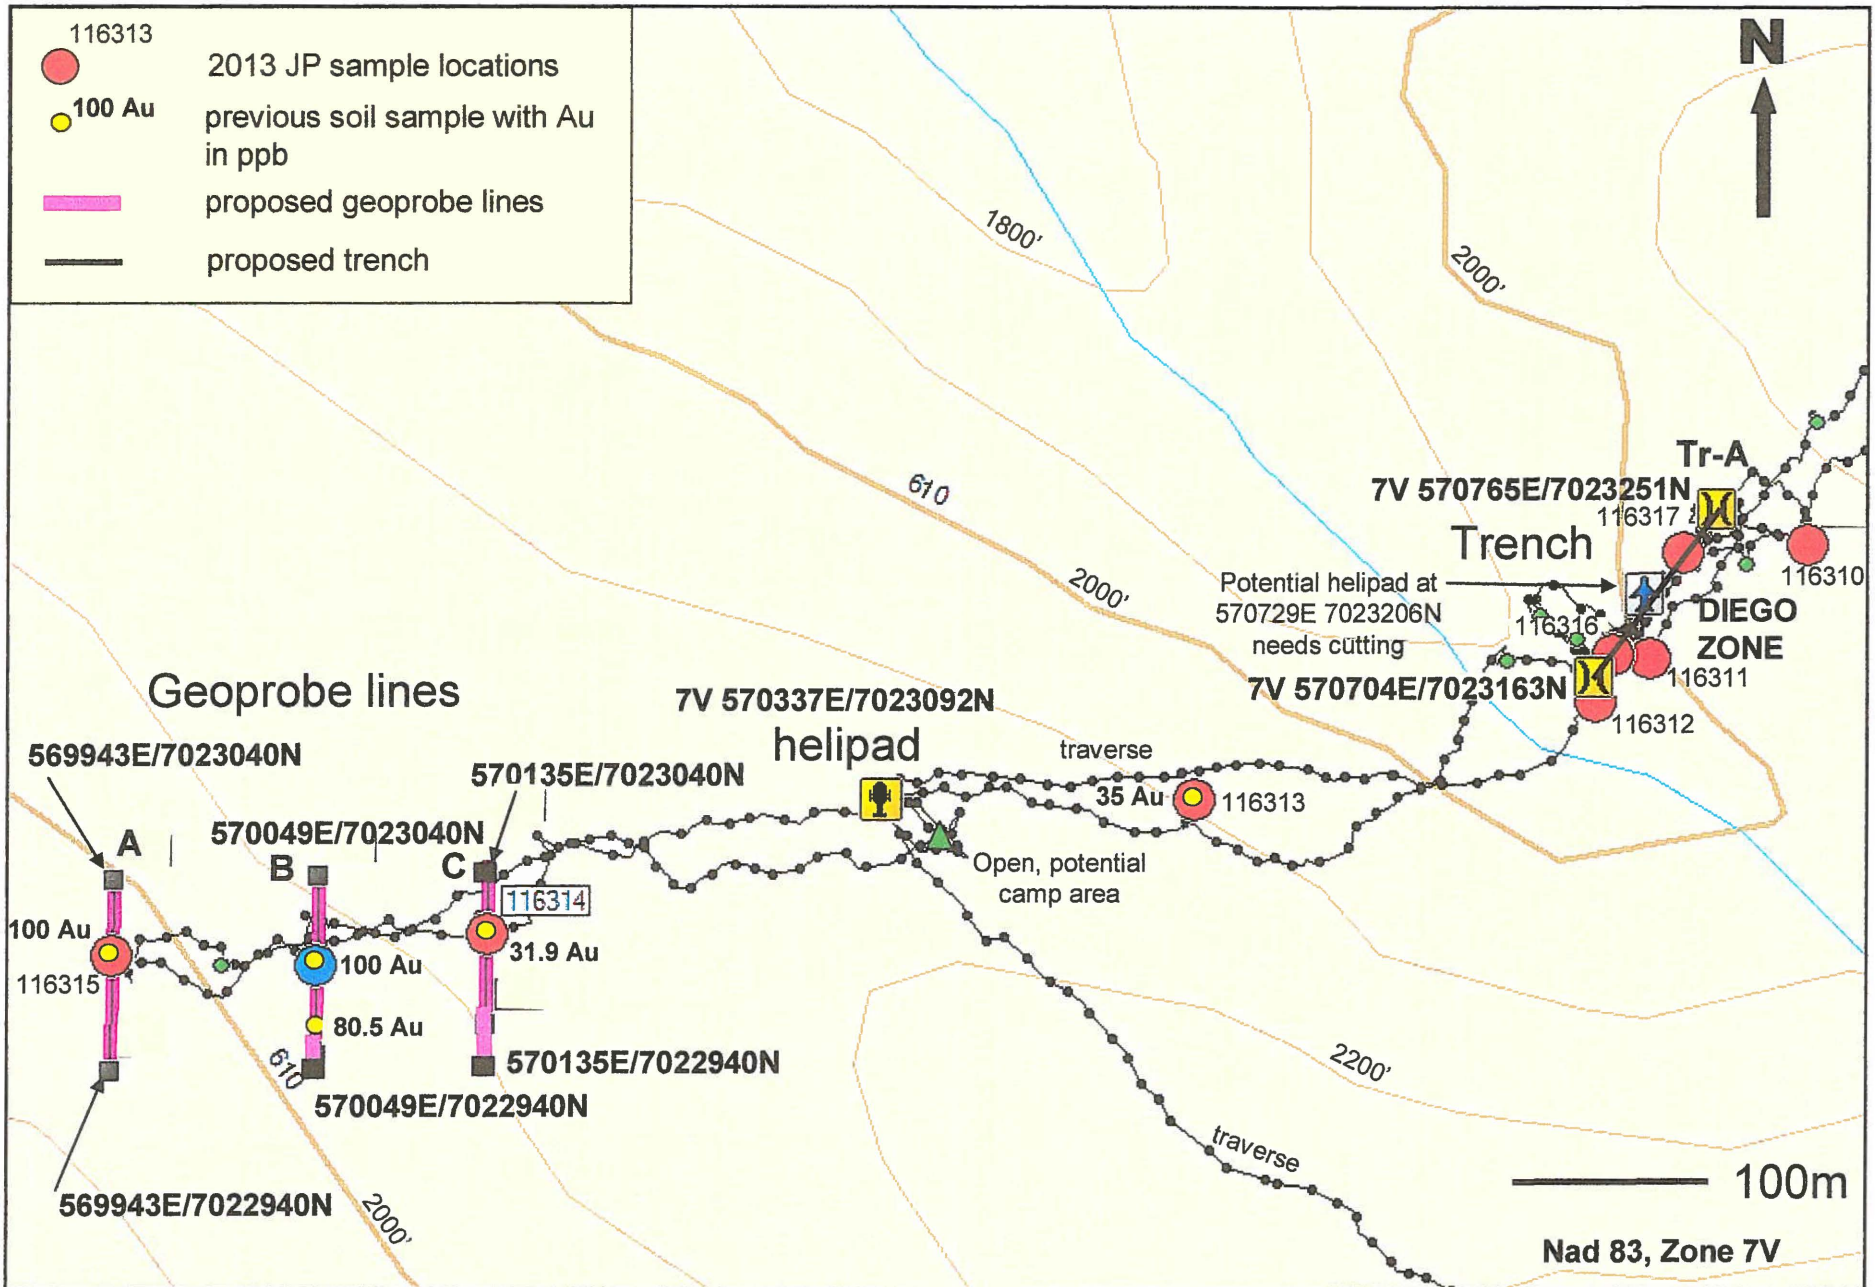 116313
2013 JP sample locations
100 Au
previous soil sample with Au
in ppb
proposed geoprobe lines
proposed trench
N
1800'
2000'
610
2000'
Tr-A
7V 570765E/7023251N
116317
Trench
116310
Potential helipad at
570729E 7023206N
needs cutting
116316
DIEGO
ZONE
116311
7V 570704E/7023163N
116312
Geoprobe lines
7V 570337E/7023092N
helipad
traverse
569943E/7023040N
570135E/7023040N
35 Au
116313
A
570049E/7023040N
B
C
Open, potential
camp area
116314
100 Au
31.9 Au
100 Au
116315
80.5 Au
610
570135E/7022940N
2200'
570049E/7022940N
traverse
569943E/7022940N
2000'
100m
Nad 83, Zone 7V